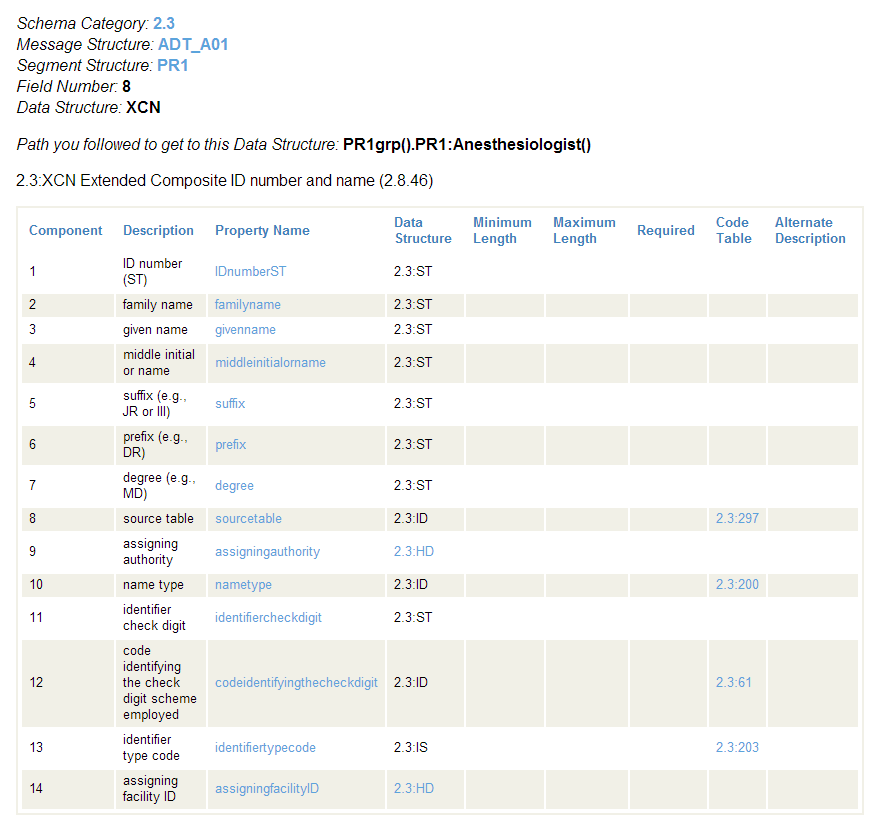 Schema Category: 2.3
Message Structure: ADT_A01
Segment Structure: PR1
Field Number: 8
Data Structure: XCN
Path you followed to get to this Data Structure: PR1grp().PR1:Anesthesiologist()
2.3:XCN Extended Composite ID number and name (2.8.46)
Component Description Property Name Data Structure Minimum Length Maximum Length Required Code Table Alternate Description
1 ID number (ST) IDnumberST 2.3:ST
2 family name familyname 2.3:ST
3 given name givenname 2.3:ST
4 middle initial or name middleinitialorname 2.3:ST
5 suffix (e.g., JR or III) suffix 2.3:ST
6 prefix (e.g., DR) prefix 2.3:ST
7 degree (e.g., MD) degree 2.3:ST
8 source table sourcetable 2.3:ID 2.3:297
9 assigning authority assigningauthority 2.3:HD
10 name type nametype 2.3:ID 2.3:200
11 identifier check digit identifiercheckdigit 2.3:ST
12 code identifying the check digit scheme employed codeidentifyingthecheckdigit 2.3:ID 2.3:61
13 identifier type code identifiertypecode 2.3:IS 2.3:203
14 assigning facility ID assigningfacilityID 2.3:HD